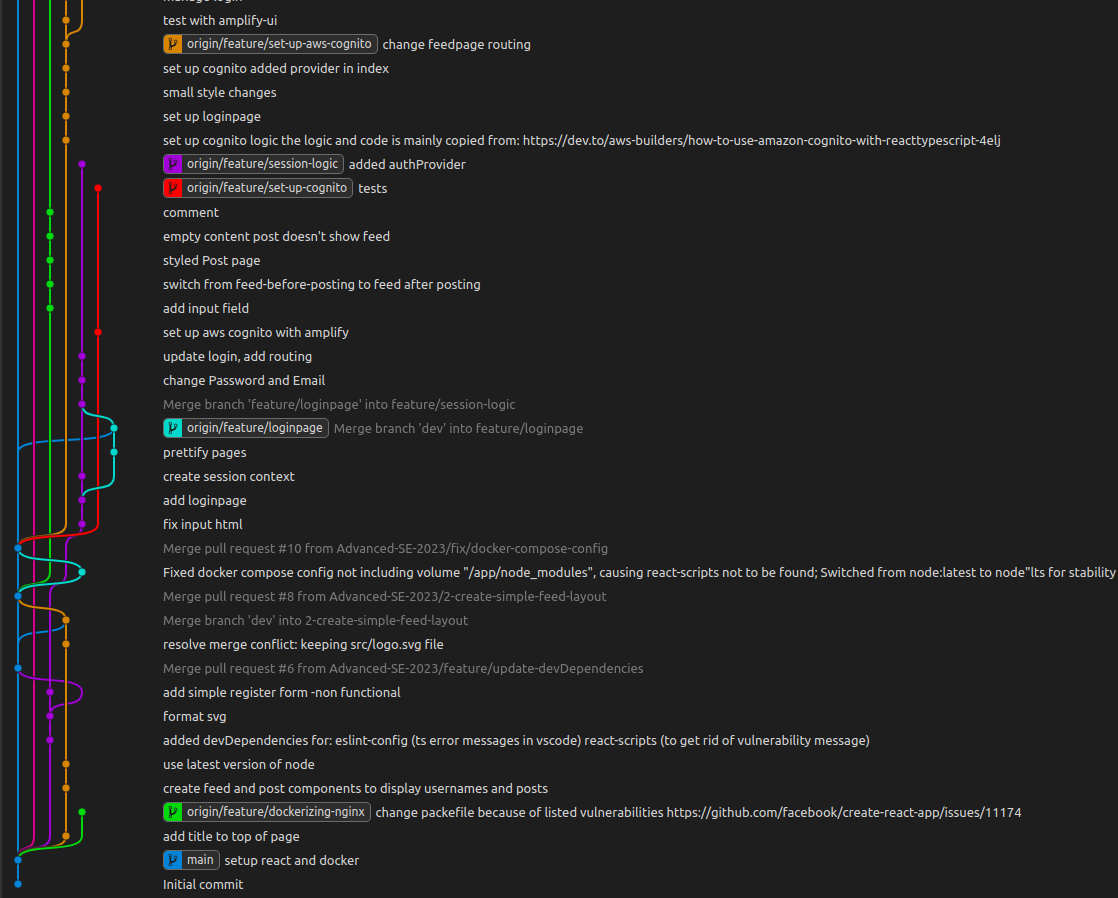 test with amplify-ui
origin/feature/set-up-aws-cognito change feedpage routing
set up cognito added provider in index
small style changes
set up loginpage
set up cognito logic the logic and code is mainly copied from: https://dev.to/aws-builders/how-to-use-amazon-cognito-with-reacttypescript-4elj
origin/feature/session-logic added authProvider
origin/feature/set-up-cognito tests
comment
empty content post doesn't show feed
styled Post page
switch from feed-before-posting to feed after posting
add input field
set up aws cognito with amplify
update login, add routing
change Password and Email
Merge branch 'feature/loginpage' into feature/session-logic
origin/feature/loginpage Merge branch 'dev' into feature/loginpage
prettify pages
create session context
add loginpage
fix input html
Merge pull request #10 from Advanced-SE-2023/fix/docker-compose-config
Fixed docker compose config not including volume "/app/node_modules", causing react-scripts not to be found; Switched from node:latest to node"lts for stability
Merge pull request #8 from Advanced-SE-2023/2-create-simple-feed-layout
Merge branch 'dev' into 2-create-simple-feed-layout
resolve merge conflict: keeping src/logo.svg file
Merge pull request #6 from Advanced-SE-2023/feature/update-devDependencies
add simple register form -non functional
format svg
added devDependencies for: eslint-config (ts error messages in vscode) react-scripts (to get rid of vulnerability message)
use latest version of node
create feed and post components to display usernames and posts
origin/feature/dockerizing-nginx change packefile because of listed vulnerabilities https://github.com/facebook/create-react-app/issues/11174
add title to top of page
main setup react and docker
Initial commit